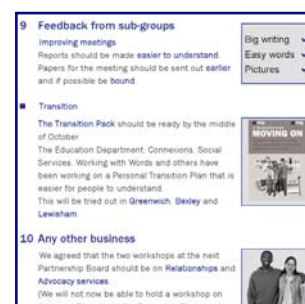 9 Feedback from sub-groups
Improving meetings
Reports should be made easier to understand.
Papers for the meeting should be sent out earlier
and if possible be bound.
Big writing ✓
Easy words ✓
Pictures ✓
■ Transition
The Transition Pack should be ready by the middle
of October.
The Education Department, Connexions, Social
Services, Working with Words and others have
been working on a Personal Transition Plan that is
easier for people to understand.
This will be tried out in Greenwich, Bexley and
Lewisham.
MOVING ON
10 Any other business
We agreed that the two workshops at the next
Partnership Board should be on Relationships and
Advocacy services
(We will not now be able to hold a workshop on